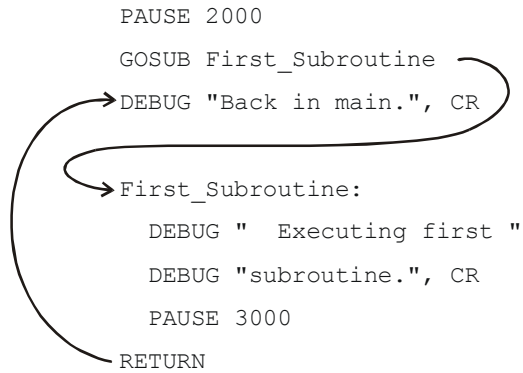 PAUSE 2000
GOSUB First_Subroutine
DEBUG "Back in main.", CR
First_Subroutine:
DEBUG "  Executing first "
DEBUG "subroutine.", CR
PAUSE 3000
RETURN